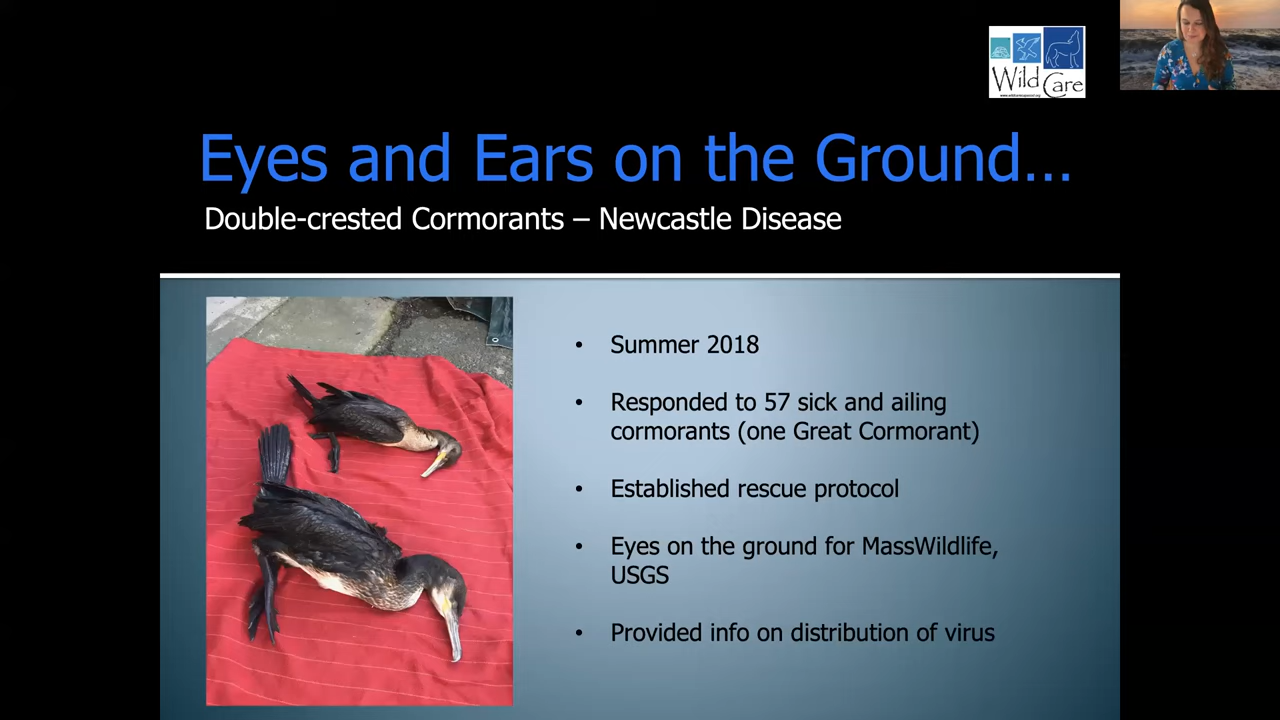 Wild Care
Eyes and Ears on the Ground…
Double-crested Cormorants – Newcastle Disease
• Summer 2018
• Responded to 57 sick and ailing
cormorants (one Great Cormorant)
• Established rescue protocol
• Eyes on the ground for MassWildlife,
USGS
• Provided info on distribution of virus